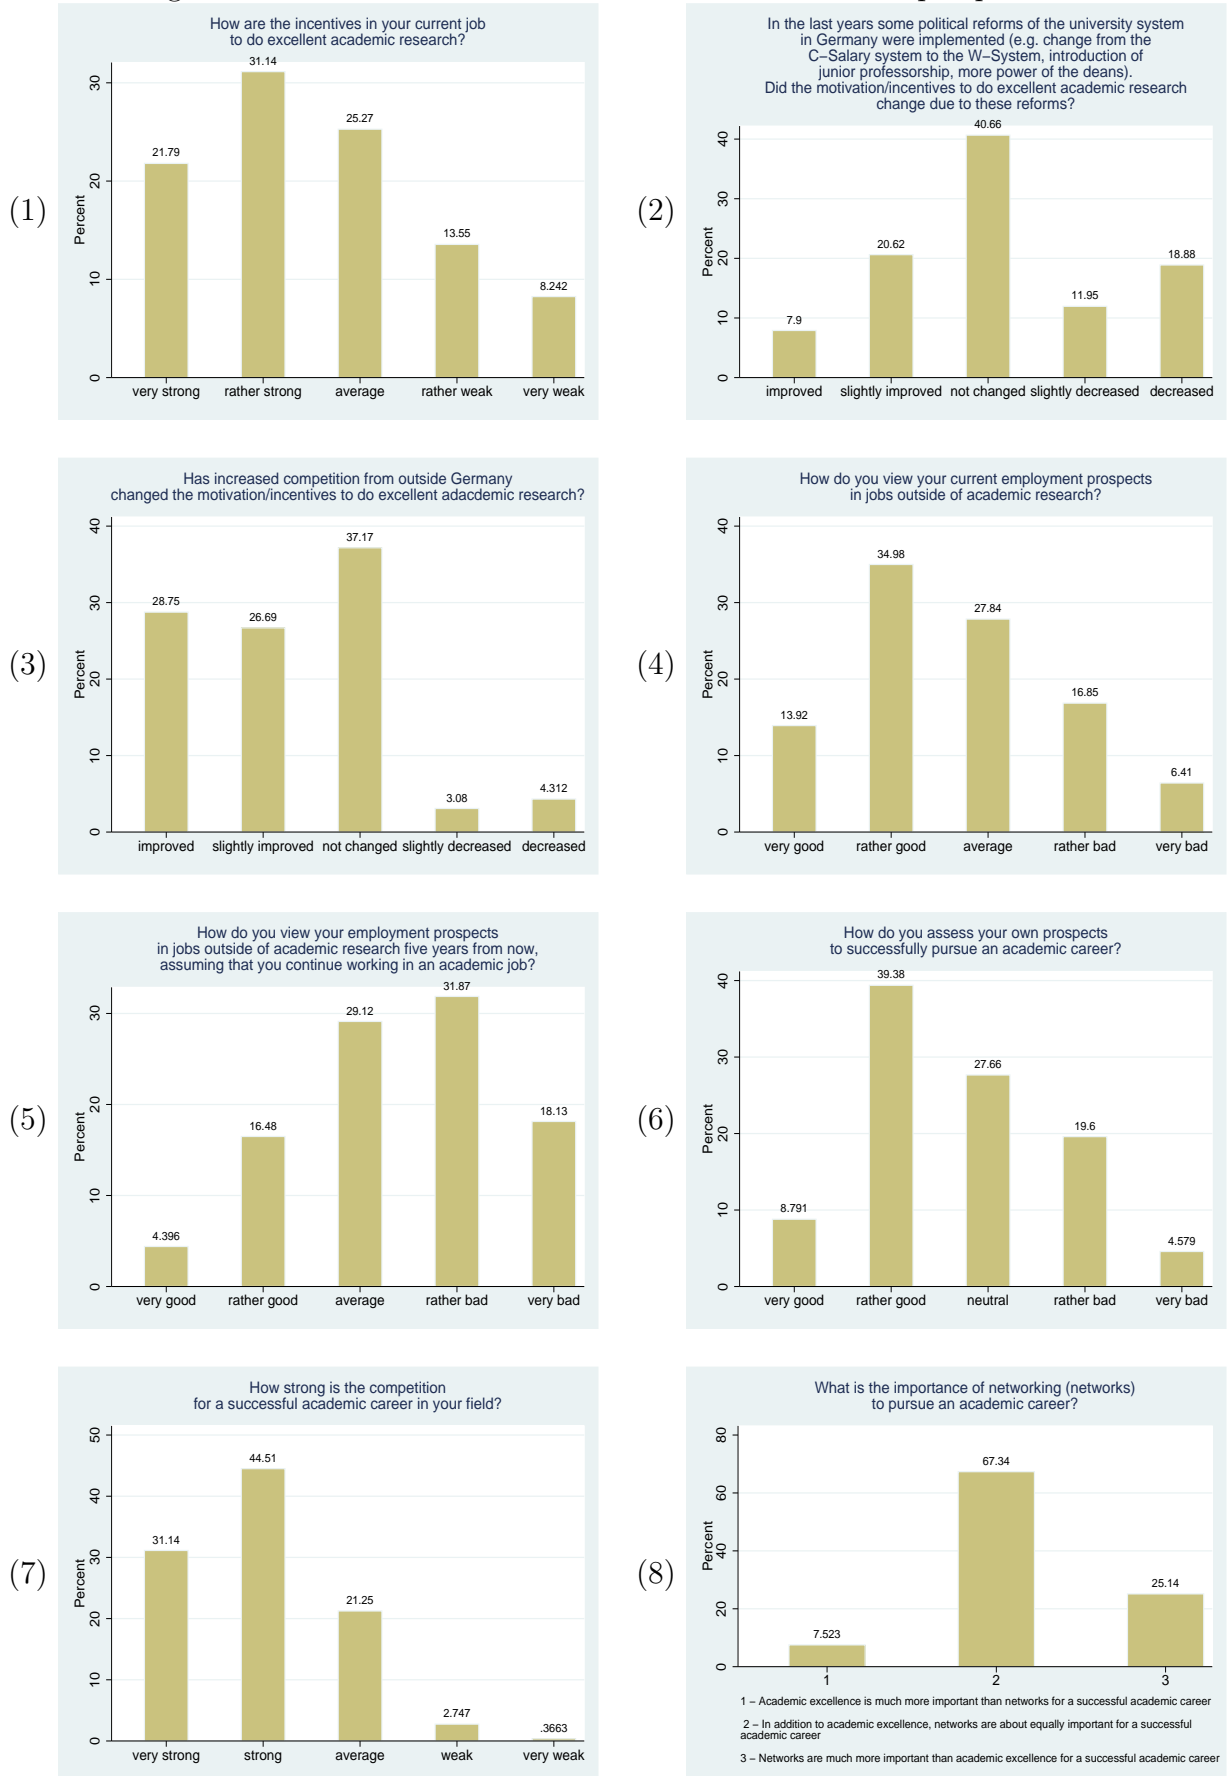 How are the incentives in your current job
to do excellent academic research?
(1)
Percent
0
10
20
30
21.79
31.14
25.27
13.55
8.242
very strong
rather strong
average
rather weak
very weak
In the last years some political reforms of the university system
in Germany were implemented (e.g. change from the
C–Salary system to the W–System, introduction of
junior professorship, more power of the deans).
Did the motivation/incentives to do excellent academic research
change due to these reforms?
(2)
Percent
0
10
20
30
40
7.9
20.62
40.66
11.95
18.88
improved
slightly improved
not changed
slightly decreased
decreased
Has increased competition from outside Germany
changed the motivation/incentives to do excellent adacdemic research?
(3)
Percent
0
10
20
30
40
28.75
26.69
37.17
3.08
4.312
improved
slightly improved
not changed
slightly decreased
decreased
How do you view your current employment prospects
in jobs outside of academic research?
(4)
Percent
0
10
20
30
40
13.92
34.98
27.84
16.85
6.41
very good
rather good
average
rather bad
very bad
How do you view your employment prospects
in jobs outside of academic research five years from now,
assuming that you continue working in an academic job?
(5)
Percent
0
10
20
30
4.396
16.48
29.12
31.87
18.13
very good
rather good
average
rather bad
very bad
How do you assess your own prospects
to successfully pursue an academic career?
(6)
Percent
0
10
20
30
40
8.791
39.38
27.66
19.6
4.579
very good
rather good
neutral
rather bad
very bad
How strong is the competition
for a successful academic career in your field?
(7)
Percent
0
10
20
30
40
50
31.14
44.51
21.25
2.747
.3663
very strong
strong
average
weak
very weak
What is the importance of networking (networks)
to pursue an academic career?
(8)
Percent
0
20
40
60
80
7.523
67.34
25.14
1
2
3
1 – Academic excellence is much more important than networks for a successful academic career
2 – In addition to academic excellence, networks are about equally important for a successful
academic career
3 – Networks are much more important than academic excellence for a successful academic career